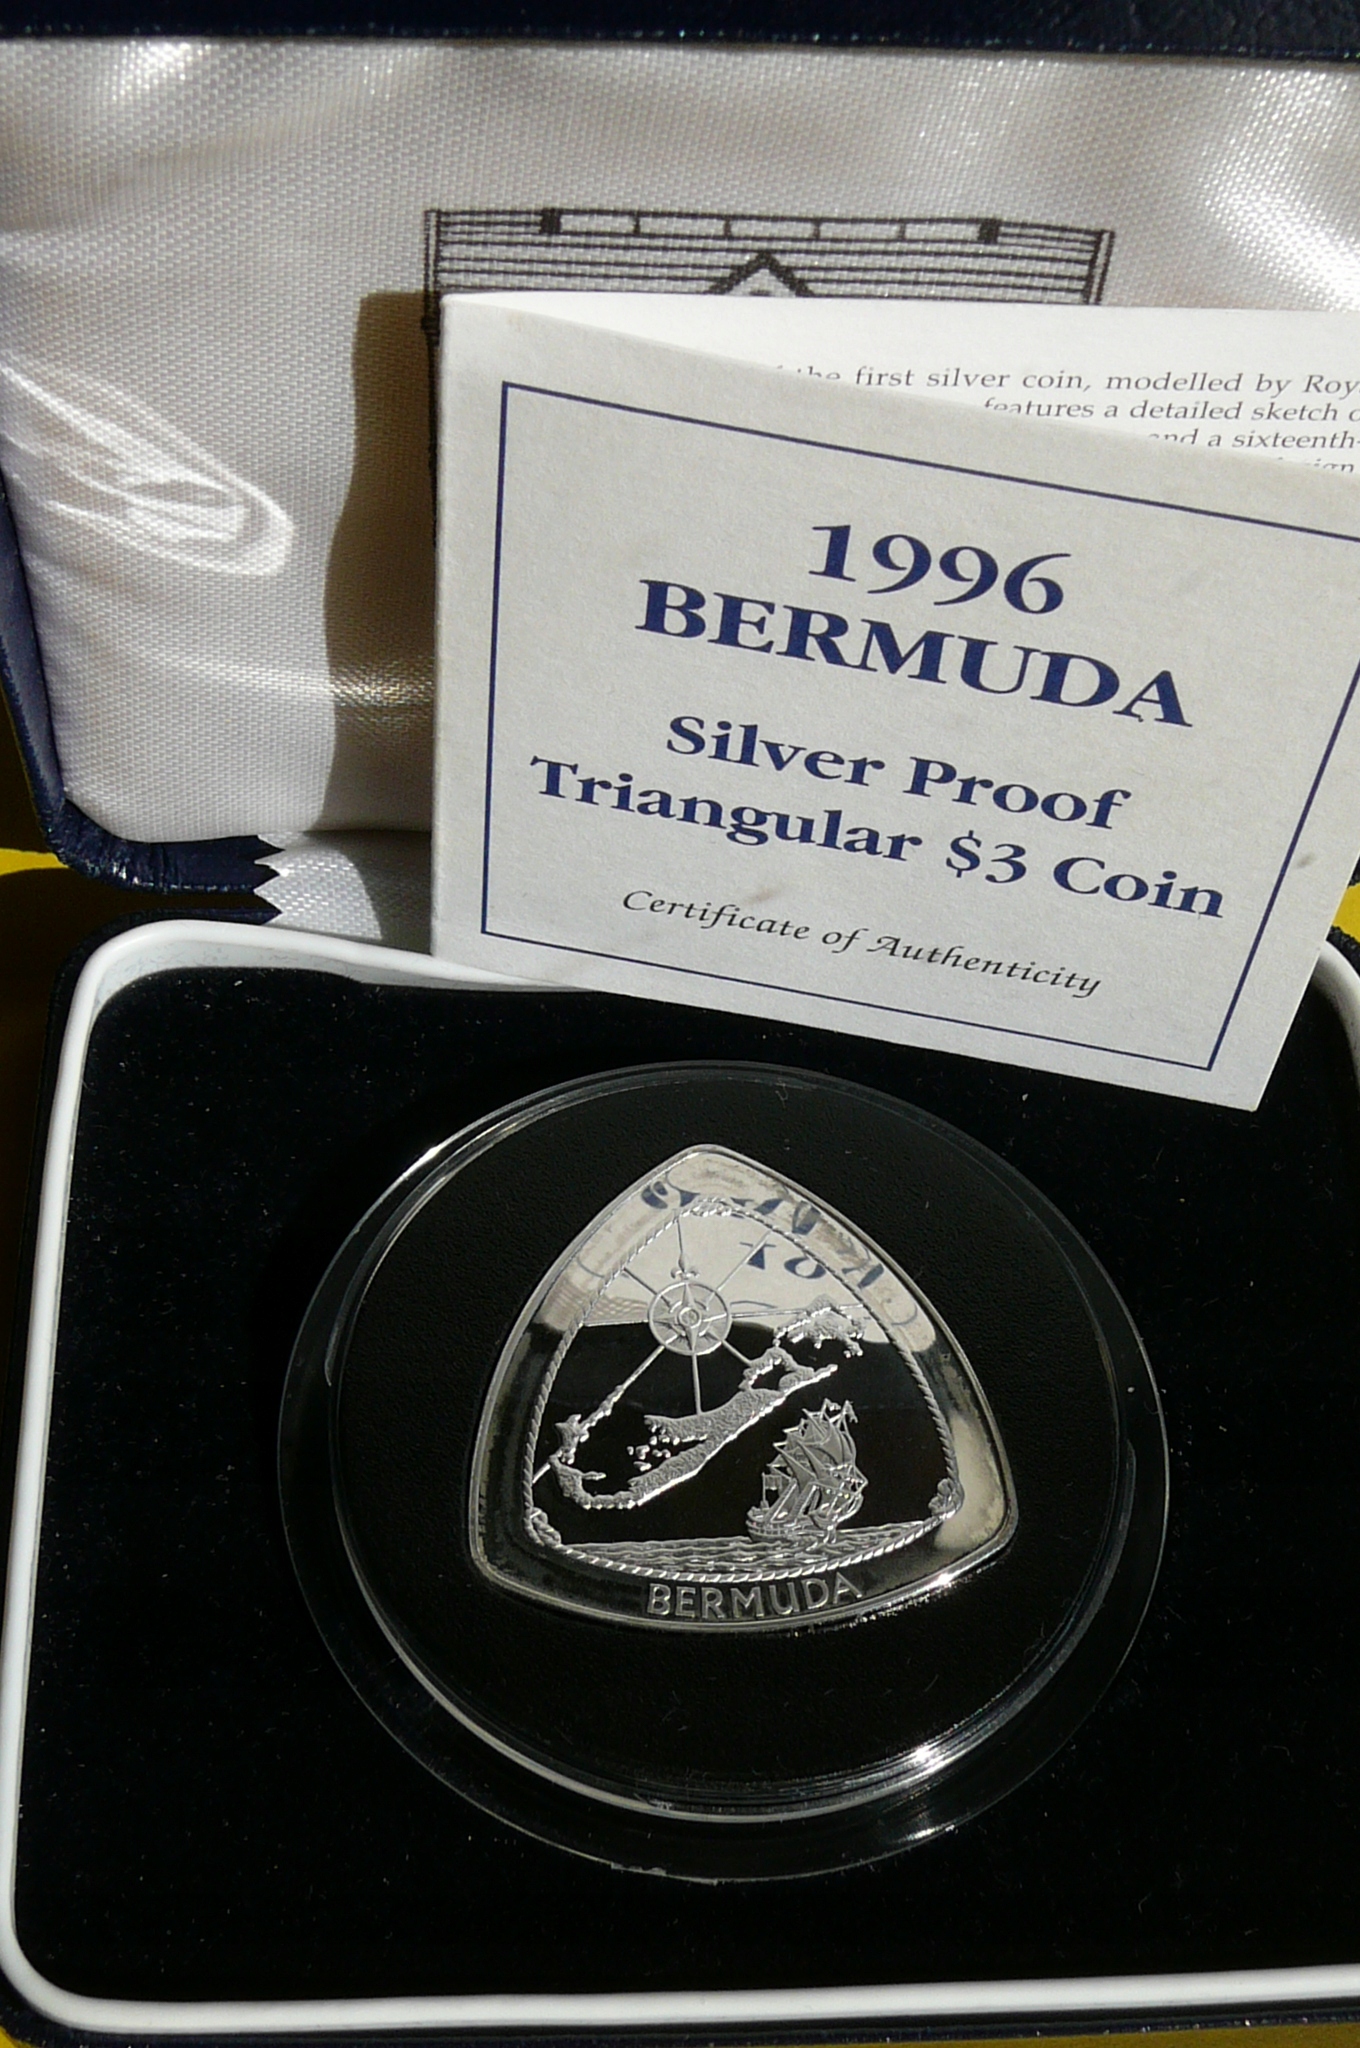 the first silver coin, modelled by Roy
features a detailed sketch
and a sixteenth-
1996
BERMUDA
Silver Proof
Triangular $3 Coin
Certificate of Authenticity
BERMUDA